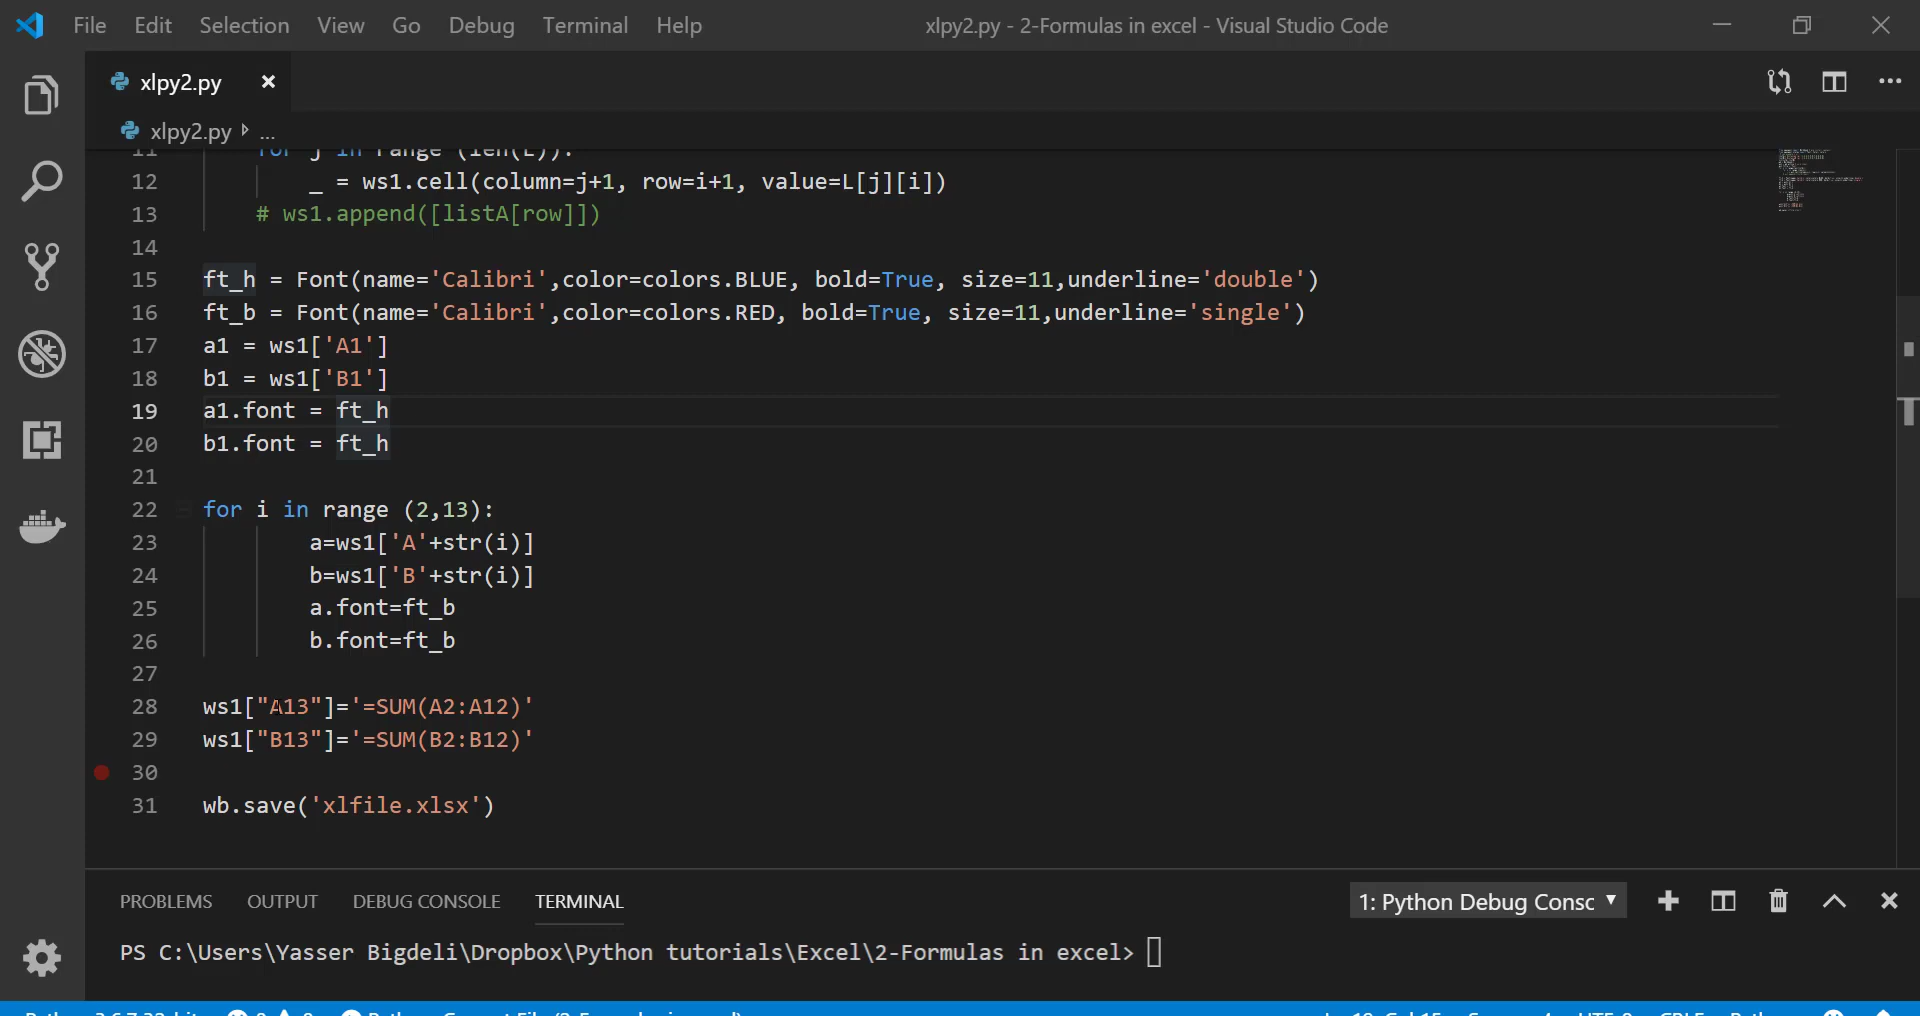 File Edit Selection View Go Debug Terminal Help xlpy2.py - 2-Formulas in excel - Visual Studio Code
xlpy2.py
xlpy2.py ...
11 for j in range (len(L)):
12 _ = ws1.cell(column=j+1, row=i+1, value=L[j][i])
13 # ws1.append([listA[row]])
14
15 ft_h = Font(name='Calibri',color=colors.BLUE, bold=True, size=11,underline='double')
16 ft_b = Font(name='Calibri',color=colors.RED, bold=True, size=11,underline='single')
17 a1 = ws1['A1']
18 b1 = ws1['B1']
19 a1.font = ft_h
20 b1.font = ft_h
21
22 for i in range (2,13):
23 a=ws1['A'+str(i)]
24 b=ws1['B'+str(i)]
25 a.font=ft_b
26 b.font=ft_b
27
28 ws1["A13"]='=SUM(A2:A12)'
29 ws1["B13"]='=SUM(B2:B12)'
30
31 wb.save('xlfile.xlsx')
PROBLEMS OUTPUT DEBUG CONSOLE TERMINAL 1: Python Debug Consc
PS C:\Users\Yasser Bigdeli\Dropbox\Python tutorials\Excel\2-Formulas in excel>